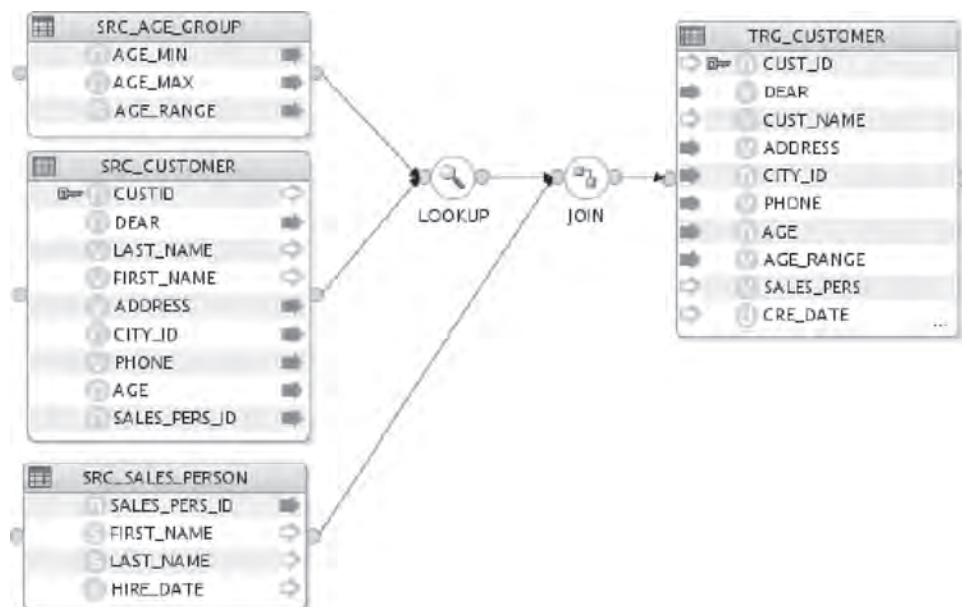 SRC_AGE_GROUP
AGE_MIN
AGE_MAX
AGE_RANGE
SRC_CUSTOMER
CUSTID
DEAR
LAST_NAME
FIRST_NAME
ADDRESS
CITY_ID
PHONE
AGE
SALES_PERS_ID
SRC_SALES_PERSON
SALES_PERS_ID
FIRST_NAME
LAST_NAME
HIRE_DATE
LOOKUP
JOIN
TRG_CUSTOMER
CUST_ID
DEAR
CUST_NAME
ADDRESS
CITY_ID
PHONE
AGE
AGE_RANGE
SALES_PERS
CRE_DATE
...